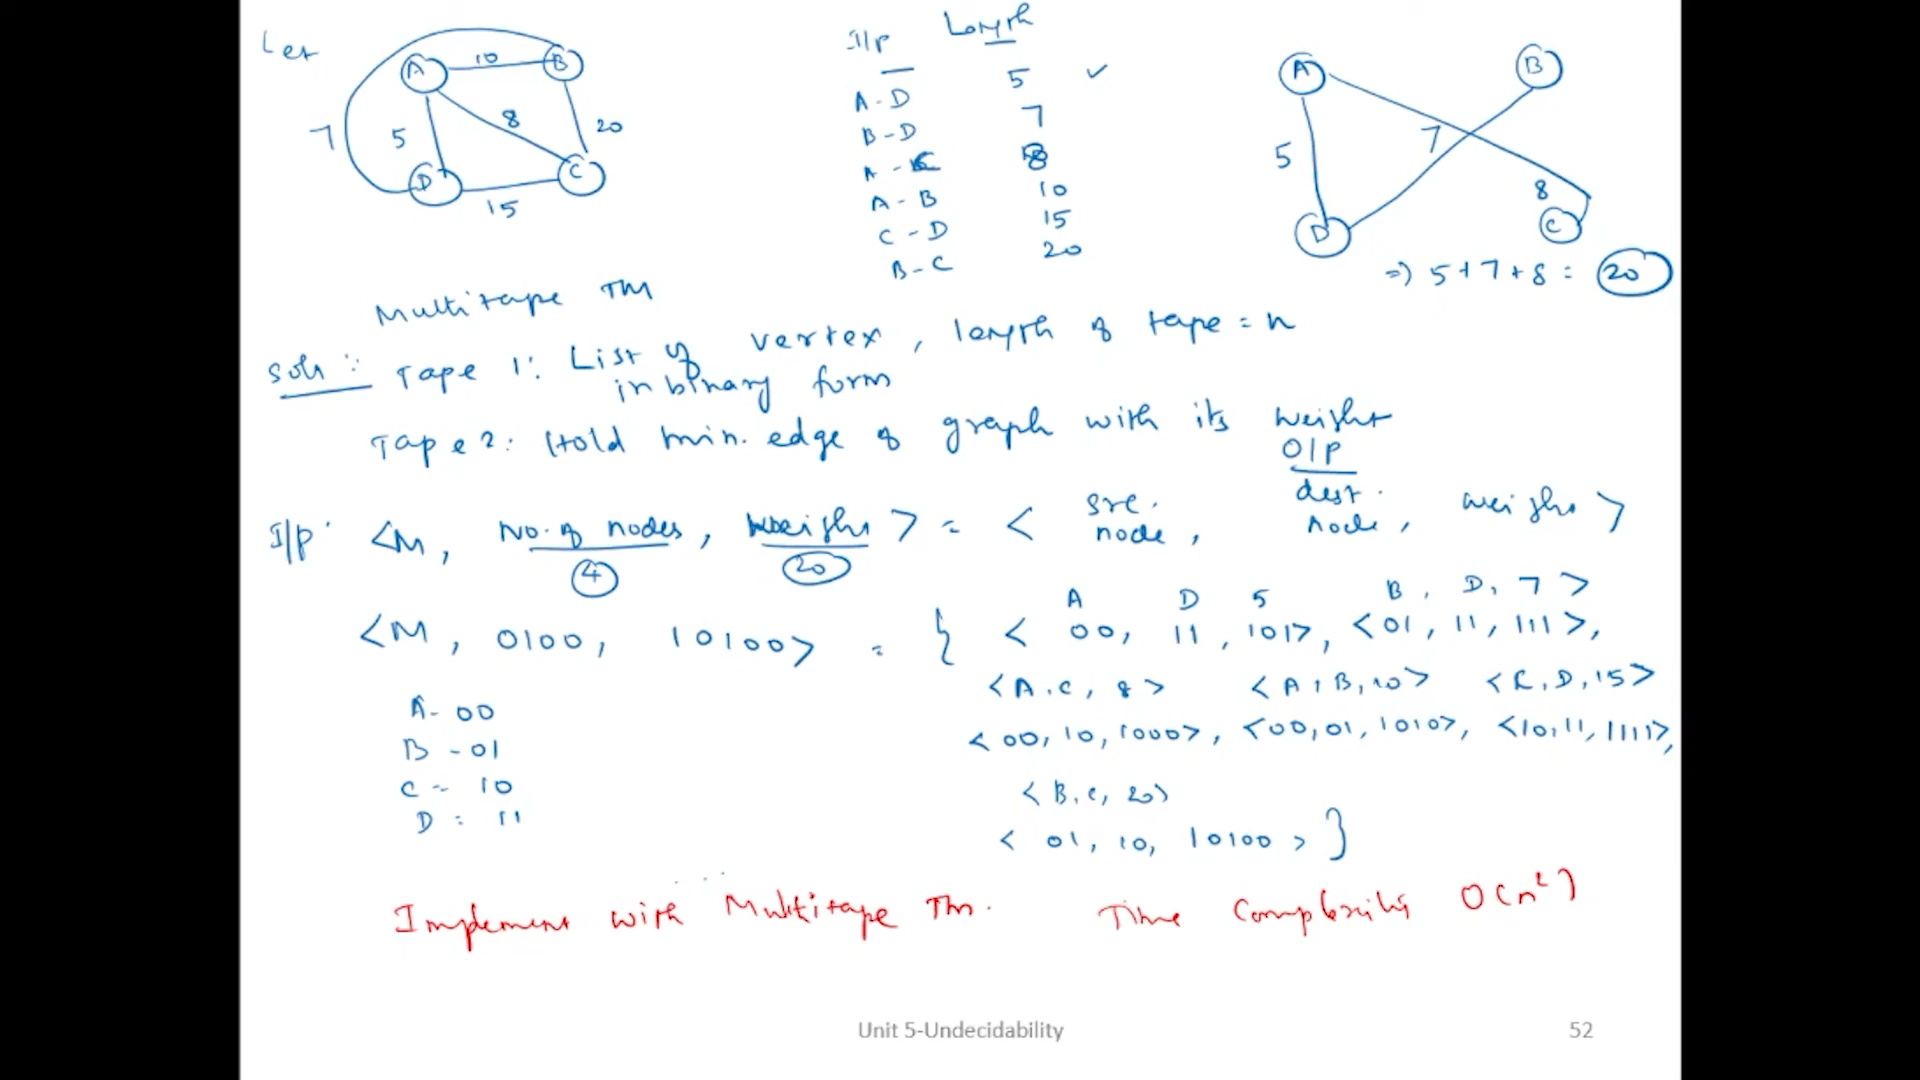 Let
A 10 B
7 5 8 20
D 15 C
I/p Length
A-D 5 ✓
B-D 7
A-C 8
A-B 10
C-D 15
B-C 20
A B
5 7 8
D C
=> 5+7+8 = 20
Multitape TM
Soln: Tape 1: List of vertex, length of tape = n
in binary form
Tape 2: Hold min. edge of graph with its weight
O/P
I/p: <M, No. of nodes, weight> = < src. node, dest. node, weight >
4 20
A D 5 B, D, 7 >
<M, 0100, 10100> = { < 00, 11, 101>, <01, 11, 111>,
<A.C, 8> <A,B,10> <C,D,15>
<00,10,1000>, <00,01,1010>, <10,11,1111>,
A- 00
B - 01
C - 10
D = 11
<B.C, 20>
< 01, 10, 10100 > }
Implement with Multitape Tm. Time Complexity O(n²)
Unit 5-Undecidability
52